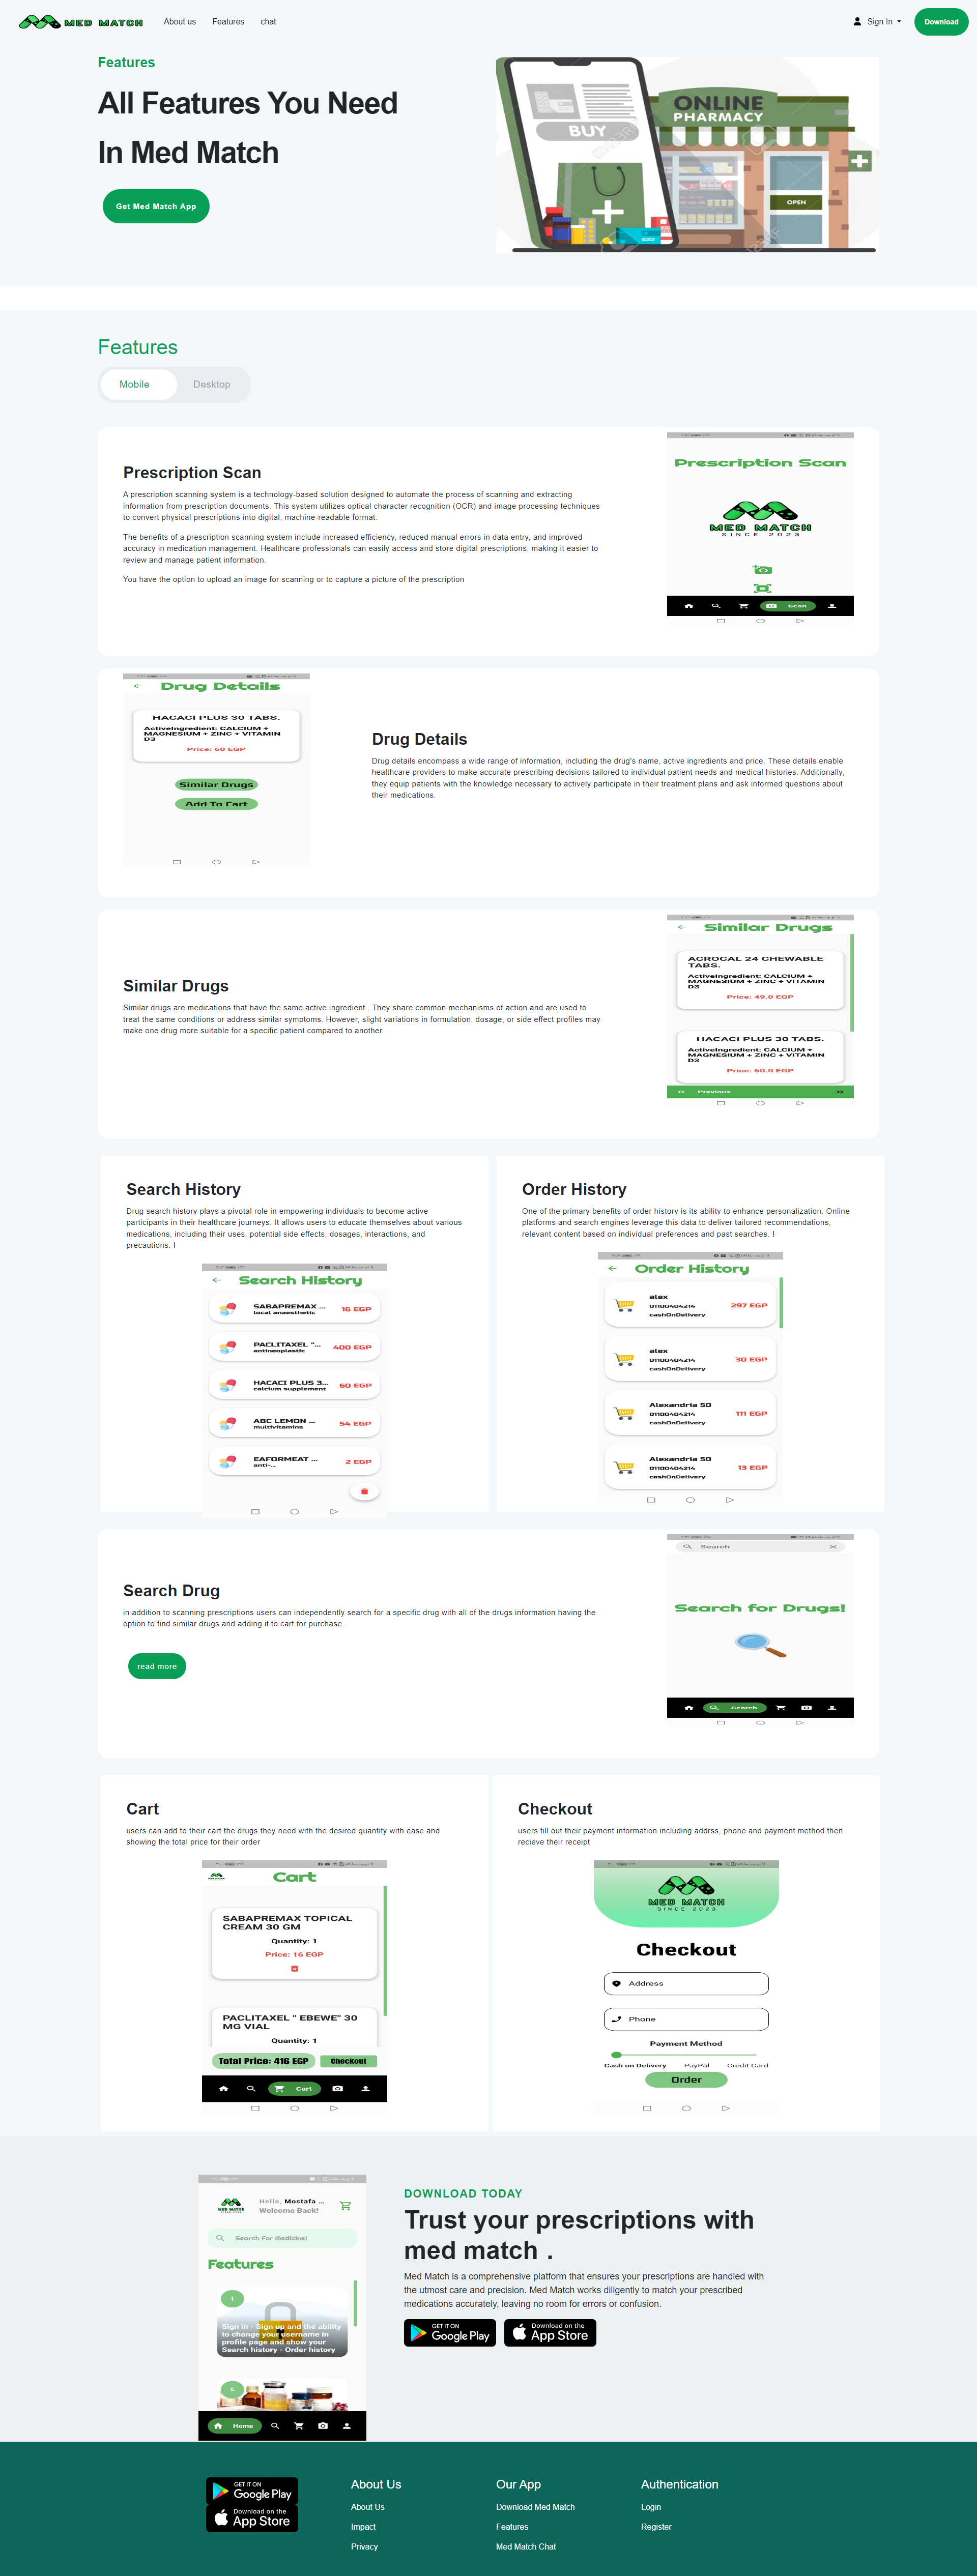 MED MATCH
About us
Features
chat
Sign In
Download
Features
All Features You Need
In Med Match
Get Med Match App
BUY
ONLINE
PHARMACY
OPEN
Features
Mobile
Desktop
Prescription Scan
A prescription scanning system is a technology-based solution designed to automate the process of scanning and extracting
information from prescription documents. This system utilizes optical character recognition (OCR) and image processing techniques
to convert physical prescriptions into digital, machine-readable format.
The benefits of a prescription scanning system include increased efficiency, reduced manual errors in data entry, and improved
accuracy in medication management. Healthcare professionals can easily access and store digital prescriptions, making it easier to
review and manage patient information.
You have the option to upload an image for scanning or to capture a picture of the prescription
Prescription Scan
MED MATCH
SINCE 2023
Scan
Drug Details
HACACI PLUS 30 TABS.
ActiveIngredient: CALCIUM +
MAGNESIUM + ZINC + VITAMIN
D3
Price: 60 EGP
Similar Drugs
Add To Cart
Drug Details
Drug details encompass a wide range of information, including the drug's name, active ingredients and price. These details enable
healthcare providers to make accurate prescribing decisions tailored to individual patient needs and medical histories. Additionally,
they equip patients with the knowledge necessary to actively participate in their treatment plans and ask informed questions about
their medications.
Similar Drugs
Similar drugs are medications that have the same active ingredient . They share common mechanisms of action and are used to
treat the same conditions or address similar symptoms. However, slight variations in formulation, dosage, or side effect profiles may
make one drug more suitable for a specific patient compared to another.
Similar Drugs
ACROCAL 24 CHEWABLE
TABS.
ActiveIngredient: CALCIUM +
MAGNESIUM + ZINC + VITAMIN
D3
Price: 49.0 EGP
HACACI PLUS 30 TABS.
ActiveIngredient: CALCIUM +
MAGNESIUM + ZINC + VITAMIN
D3
Price: 60.0 EGP
<< Previous >>
Search History
Drug search history plays a pivotal role in empowering individuals to become active
participants in their healthcare journeys. It allows users to educate themselves about various
medications, including their uses, potential side effects, dosages, interactions, and
precautions. !
Search History
SABAPREMAX ...
local anaesthetic
16 EGP
PACLITAXEL "...
antineoplastic
400 EGP
HACACI PLUS 3...
calcium supplement
60 EGP
ABC LEMON ...
multivitamins
54 EGP
EAFORMEAT ...
anti-...
2 EGP
Order History
One of the primary benefits of order history is its ability to enhance personalization. Online
platforms and search engines leverage this data to deliver tailored recommendations,
relevant content based on individual preferences and past searches. !
Order History
alex
01100404214
cashOnDelivery
297 EGP
alex
01100404214
cashOnDelivery
30 EGP
Alexandria SO
01100404214
cashOnDelivery
111 EGP
Alexandria SO
01100404214
cashOnDelivery
13 EGP
Search Drug
in addition to scanning prescriptions users can independently search for a specific drug with all of the drugs information having the
option to find similar drugs and adding it to cart for purchase.
read more
Search
Search for Drugs!
Search
Cart
users can add to their cart the drugs they need with the desired quantity with ease and
showing the total price for their order
MED MATCH
Cart
SABAPREMAX TOPICAL
CREAM 30 GM
Quantity: 1
Price: 16 EGP
PACLITAXEL " EBEWE" 30
MG VIAL
Quantity: 1
Total Price: 416 EGP
Checkout
Cart
Checkout
users fill out their payment information including addrss, phone and payment method then
recieve their receipt
MED MATCH
SINCE 2023
Checkout
Address
Phone
Payment Method
Cash on Delivery
PayPal
Credit Card
Order
MED MATCH
Hello, Mostafa ...
Welcome Back!
Search For Medicine!
Features
1
Sign in - Sign up and the ability
to change your username in
profile page and show your
Search history - Order history
2
Home
DOWNLOAD TODAY
Trust your prescriptions with
med match .
Med Match is a comprehensive platform that ensures your prescriptions are handled with
the utmost care and precision. Med Match works diligently to match your prescribed
medications accurately, leaving no room for errors or confusion.
GET IT ON
Google Play
Download on the
App Store
GET IT ON
Google Play
Download on the
App Store
About Us
About Us
Impact
Privacy
Our App
Download Med Match
Features
Med Match Chat
Authentication
Login
Register